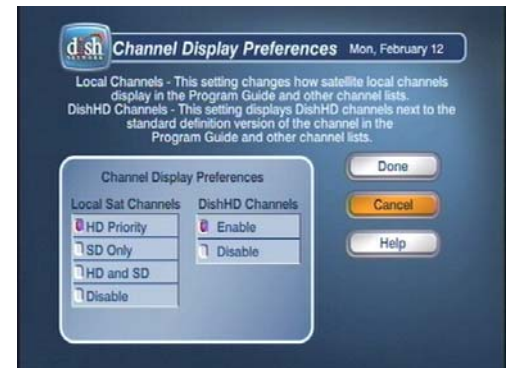 dish
NETWORK
Channel Display Preferences Mon, February 12
Local Channels - This setting changes how satellite local channels
display in the Program Guide and other channel lists.
DishHD Channels - This setting displays DishHD channels next to the
standard definition version of the channel in the
Program Guide and other channel lists.
Channel Display Preferences
Local Sat Channels DishHD Channels
HD Priority
SD Only
HD and SD
Disable
Enable
Disable
Done
Cancel
Help